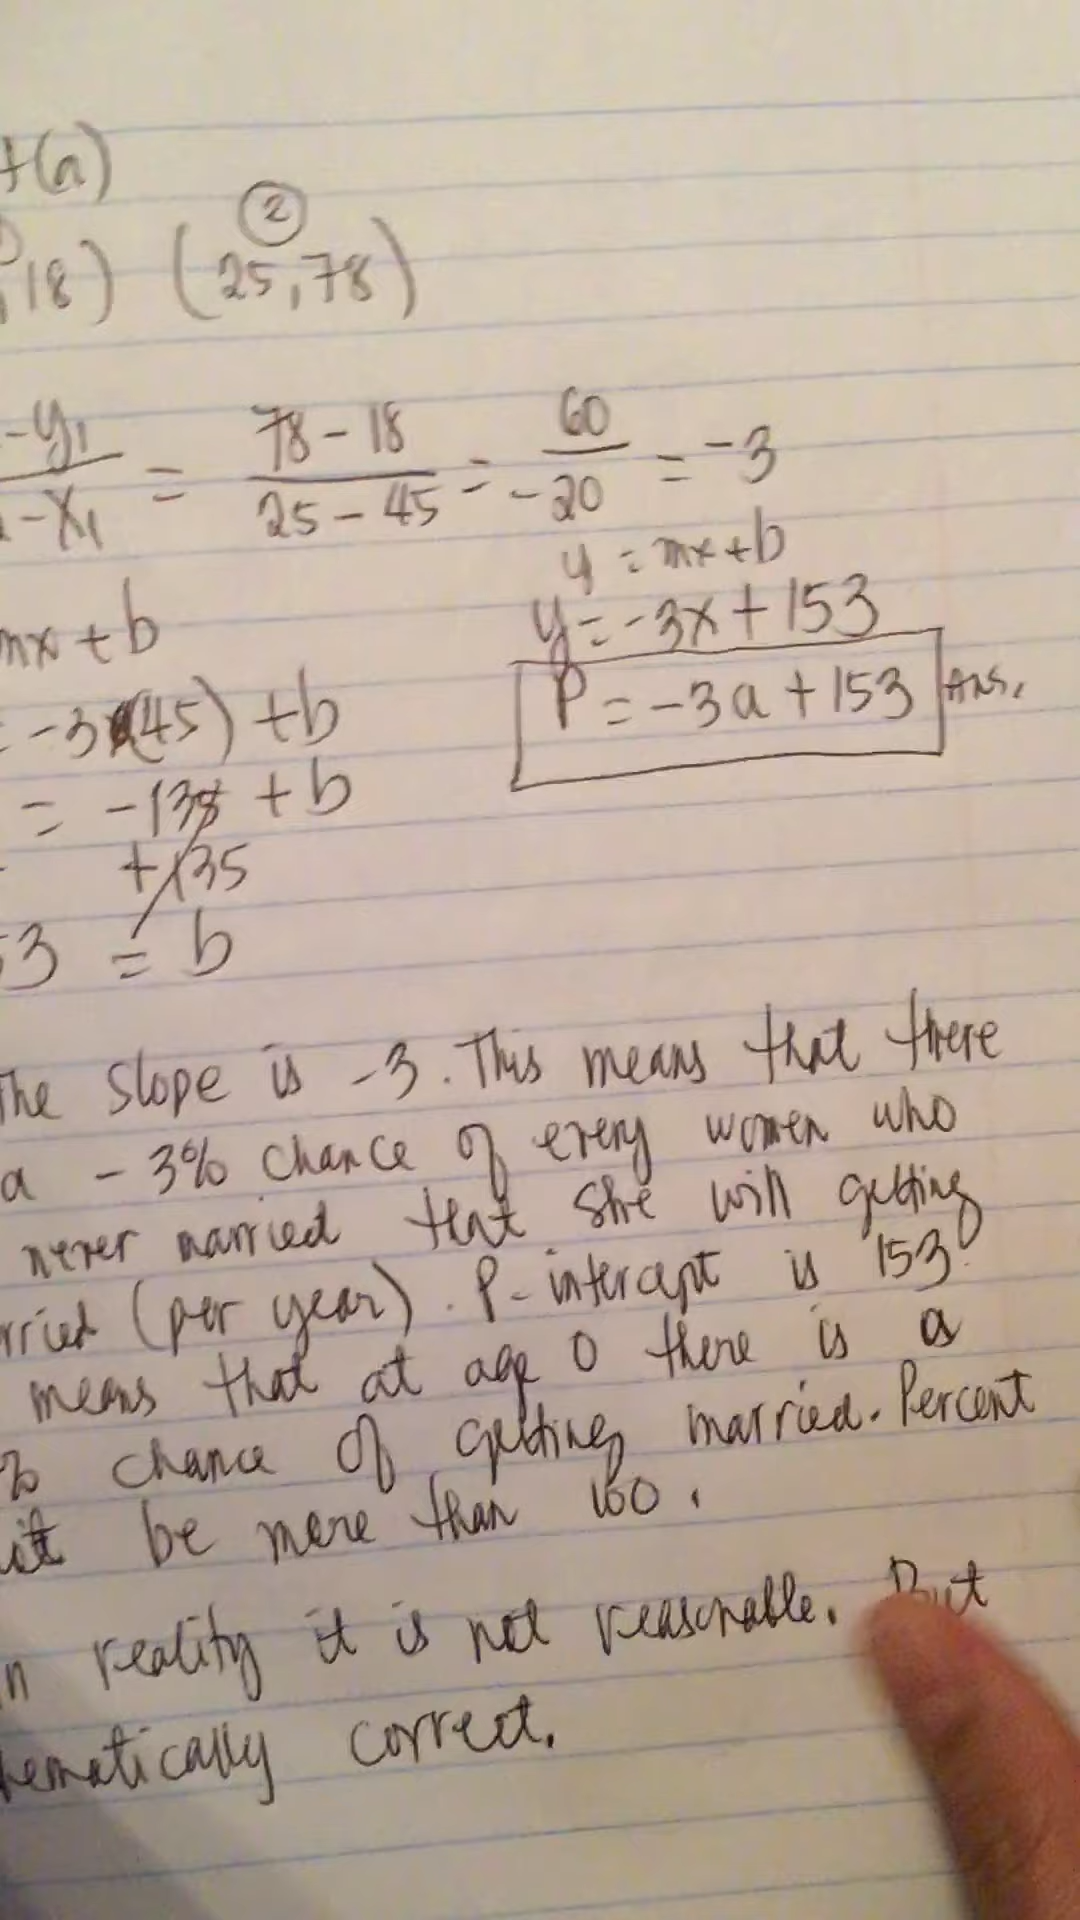 f(a)
②
,18) (25,78)
-y₁ = 78-18 = 60 = -3
-x₁ 25-45 -20
y = mx+b
mx+b y=-3x+153
P=-3a+153 Ans.
= -3(45) +b
= -135 +b
+135
53 = b
The slope is -3. This means that there
a -3% chance of every women who
never married that she will getting
rried (per year). P-intercept is 153.
means that at age 0 there is a
% chance of getting married. Percent
be more than 100.
n reality it is not reasonable. But
hematically correct.